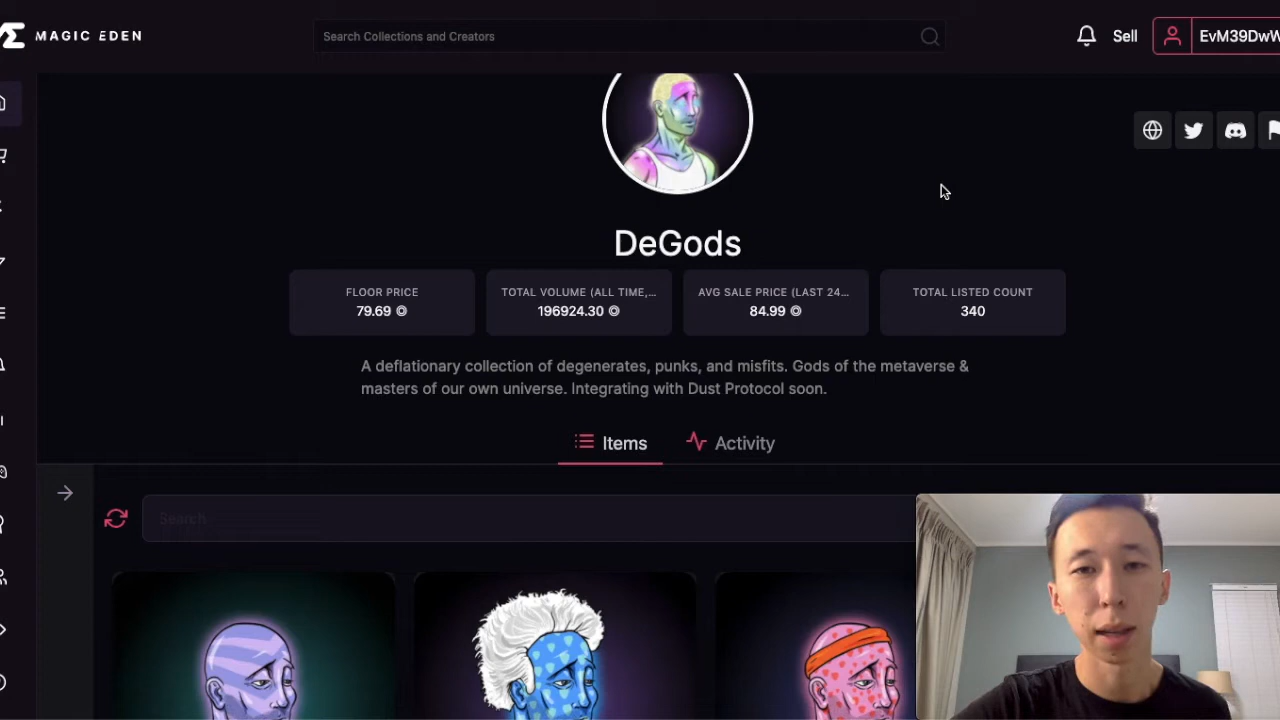 MAGIC EDEN
Search Collections and Creators
Sell
EvM39DwW
DeGods
FLOOR PRICE
79.69
TOTAL VOLUME (ALL TIME,...
196924.30
AVG SALE PRICE (LAST 24...
84.99
TOTAL LISTED COUNT
340
A deflationary collection of degenerates, punks, and misfits. Gods of the metaverse &
masters of our own universe. Integrating with Dust Protocol soon.
Items
Activity
Search